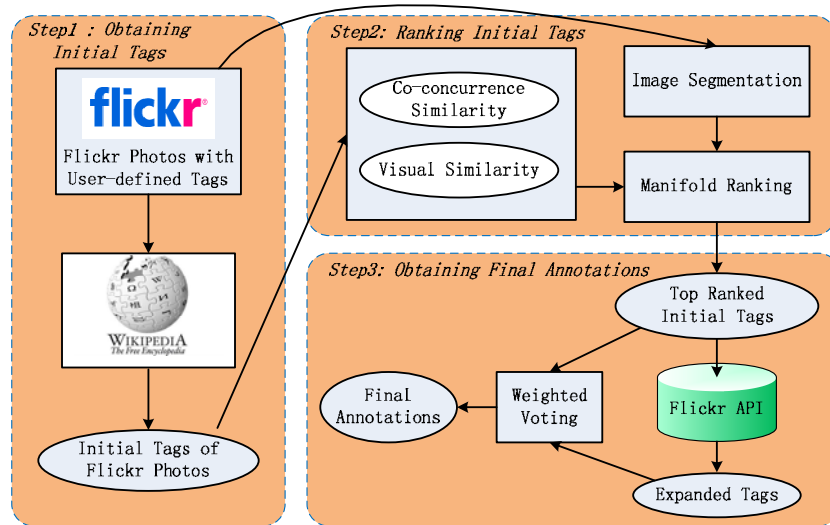 Step1 : Obtaining
Initial Tags
flickr®
Flickr Photos with
User-defined Tags
WIKIPEDIA
The Free Encyclopedia
Initial Tags of
Flickr Photos
Step2: Ranking Initial Tags
Co-concurrence
Similarity
Visual Similarity
Image Segmentation
Manifold Ranking
Step3: Obtaining Final Annotations
Top Ranked
Initial Tags
Final
Annotations
Weighted
Voting
Flickr API
Expanded Tags